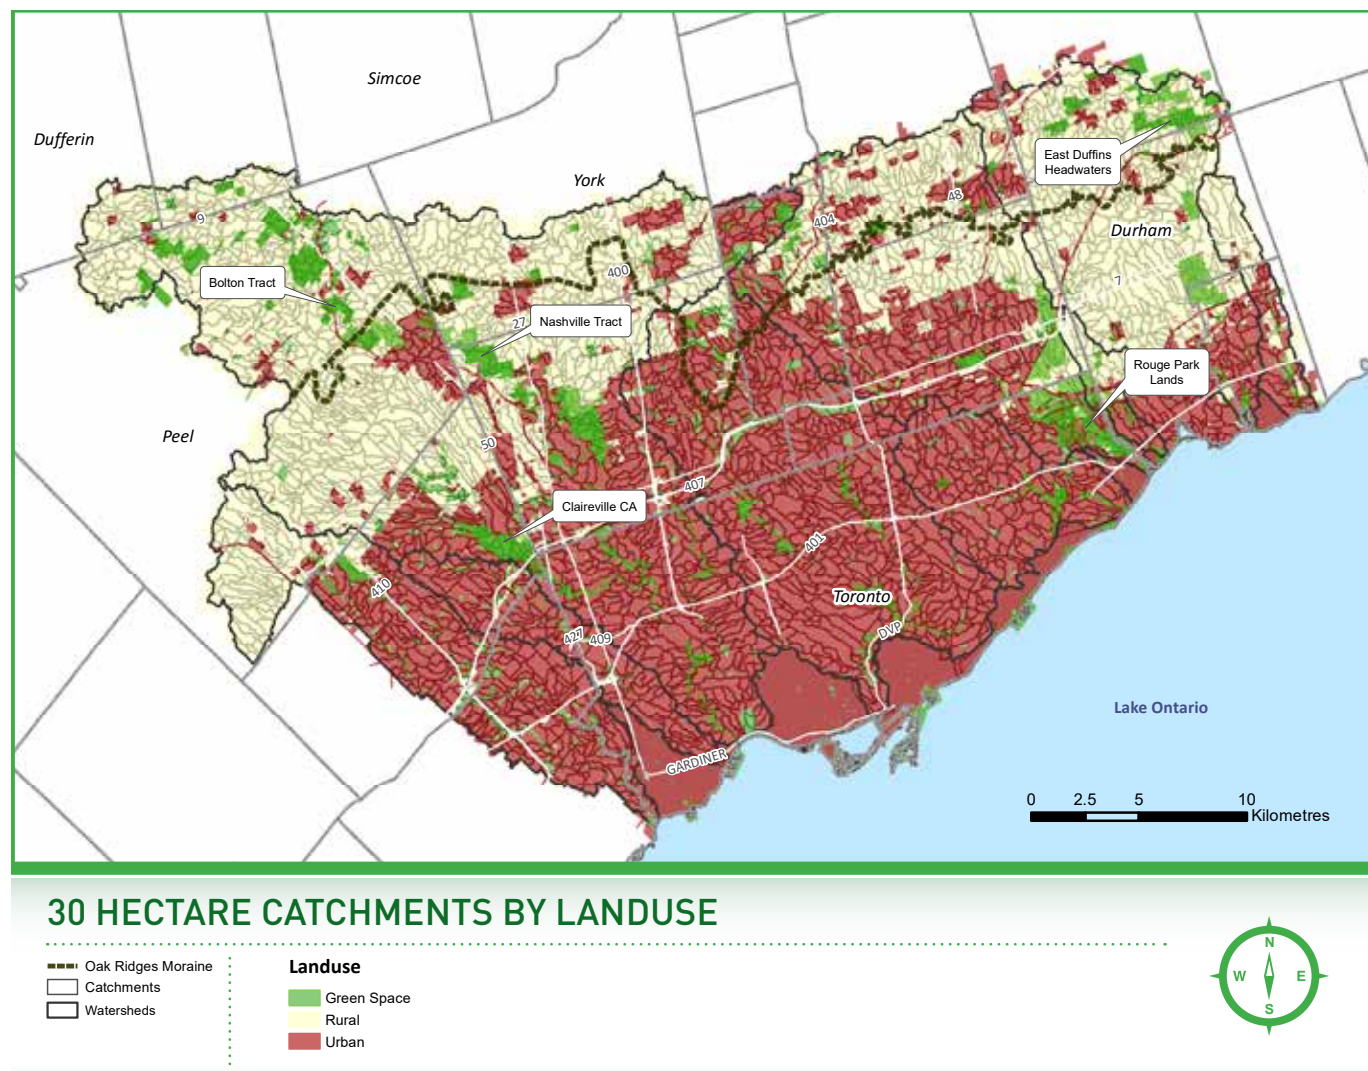 Simcoe
Dufferin
York
East Duffins
Headwaters
9
48
404
Durham
400
7
Bolton Tract
27
Nashville Tract
Rouge Park
Lands
Peel
50
407
Claireville CA
401
410
Toronto
427
409
DVP
Lake Ontario
GARDINER
0 2.5 5 10
Kilometres
30 HECTARE CATCHMENTS BY LANDUSE
Oak Ridges Moraine
Catchments
Watersheds
Landuse
Green Space
Rural
Urban
N
W E
S